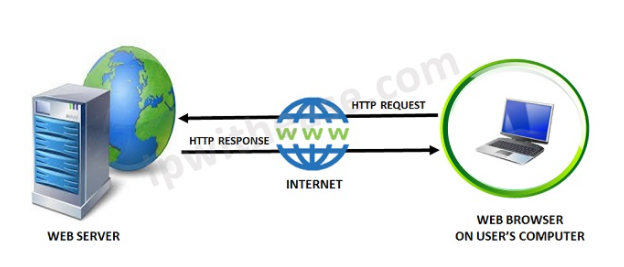 HTTP REQUEST
www
HTTP RESPONSE
INTERNET
WEB SERVER
WEB BROWSER
ON USER'S COMPUTER